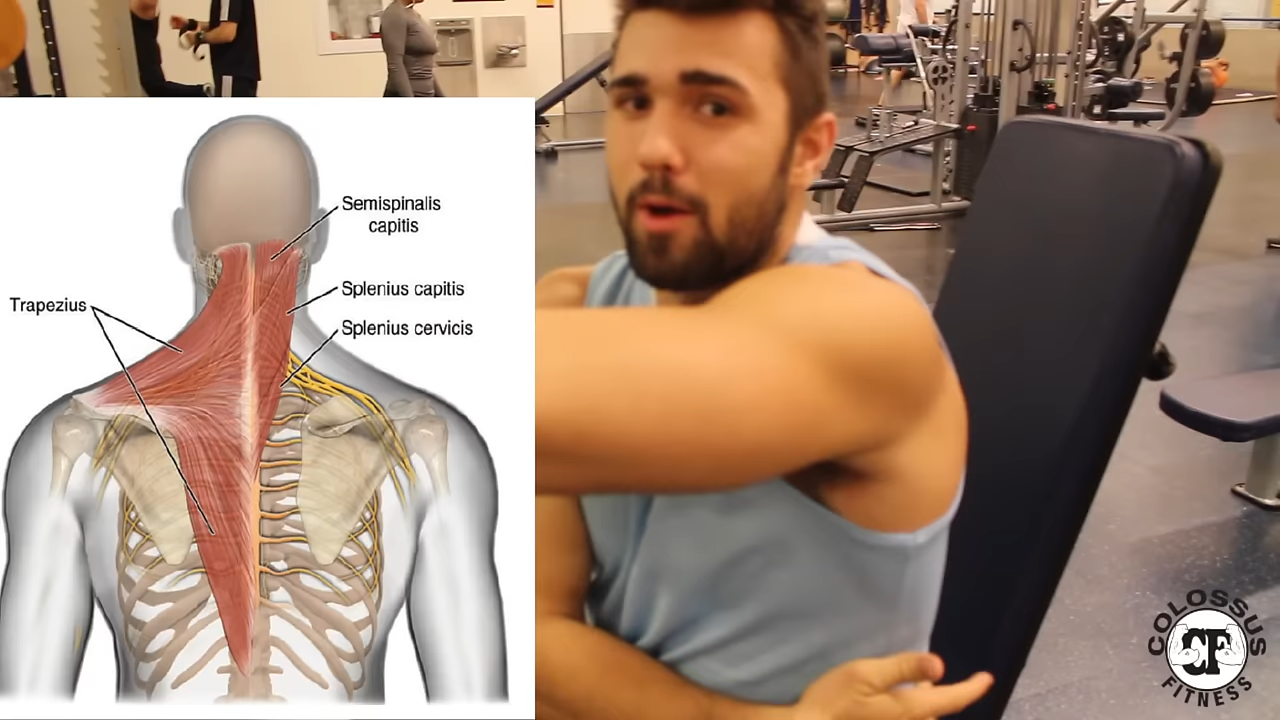 Semispinalis
capitis
Splenius capitis
Trapezius
Splenius cervicis
COLOSSUS
CF
FITNESS